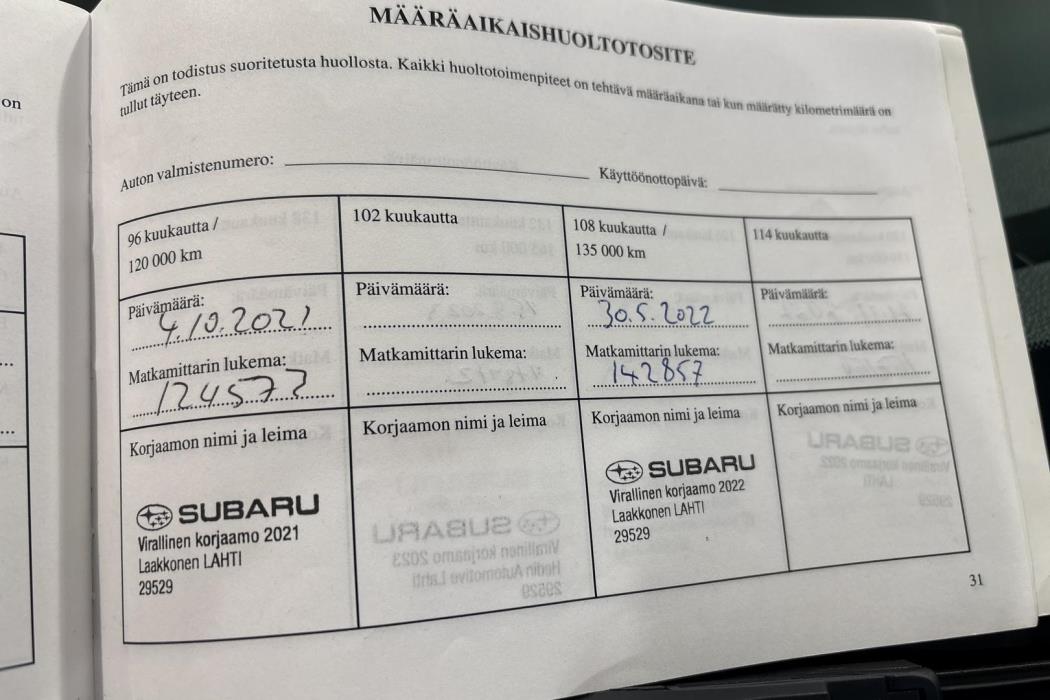 on
MÄÄRÄAIKAISHUOLTOTOSITE
Tämä on todistus suoritetusta huollosta. Kaikki huoltotoimenpiteet on tehtävä määräaikana tai kun määrätty kilometrimäärä on
tullut täyteen.
Auton valmistenumero:
Käyttöönottopäivä:
96 kuukautta /
120 000 km
Päivämäärä:
4.10.2021
Matkamittarin lukema:
124573
Korjaamon nimi ja leima
SUBARU
Virallinen korjaamo 2021
Laakkonen LAHTI
29529
102 kuukautta
Päivämäärä:
Matkamittarin lukema:
Korjaamon nimi ja leima
108 kuukautta /
135 000 km
Päivämäärä:
30.5.2022
Matkamittarin lukema:
142857
Korjaamon nimi ja leima
SUBARU
Virallinen korjaamo 2022
Laakkonen LAHTI
29529
114 kuukautta
Päivämäärä:
Matkamittarin lukema:
Korjaamon nimi ja leima
31